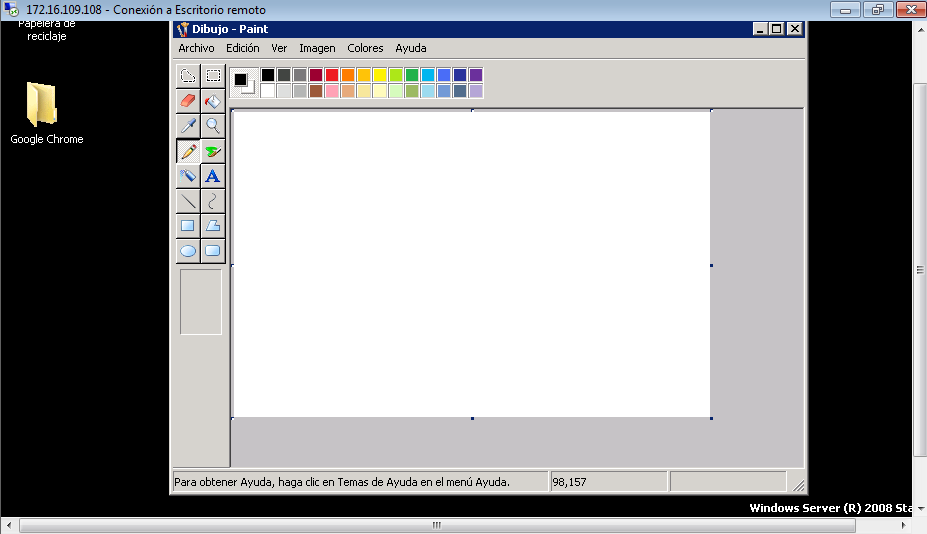 172.16.109.108 - Conexión a Escritorio remoto
Papelera de
reciclaje
Google Chrome
Dibujo - Paint
Archivo Edición Ver Imagen Colores Ayuda
A
Para obtener Ayuda, haga clic en Temas de Ayuda en el menú Ayuda.
98,157
Windows Server (R) 2008 Sta